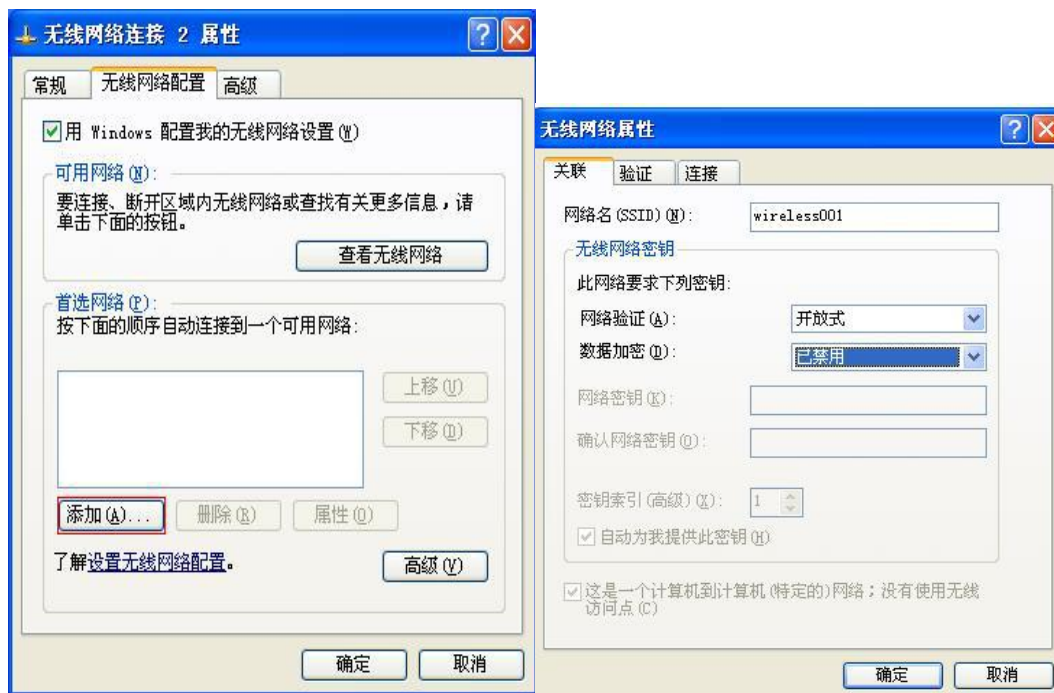 无线网络连接 2 属性
常规 无线网络配置 高级
用 Windows 配置我的无线网络设置(W)
可用网络(N):
要连接、断开区域内无线网络或查找有关更多信息,请
单击下面的按钮。
查看无线网络
首选网络(P):
按下面的顺序自动连接到一个可用网络:
上移(U)
下移(D)
添加(A)... 删除(R) 属性(O)
了解设置无线网络配置。
高级(V)
确定 取消
无线网络属性
关联 验证 连接
网络名(SSID)(N): wireless001
无线网络密钥
此网络要求下列密钥:
网络验证(A): 开放式
数据加密(D): 已禁用
网络密钥(K):
确认网络密钥(O):
密钥索引(高级)(X): 1
自动为我提供此密钥(H)
这是一个计算机到计算机(特定的)网络;没有使用无线
访问点(C)
确定 取消